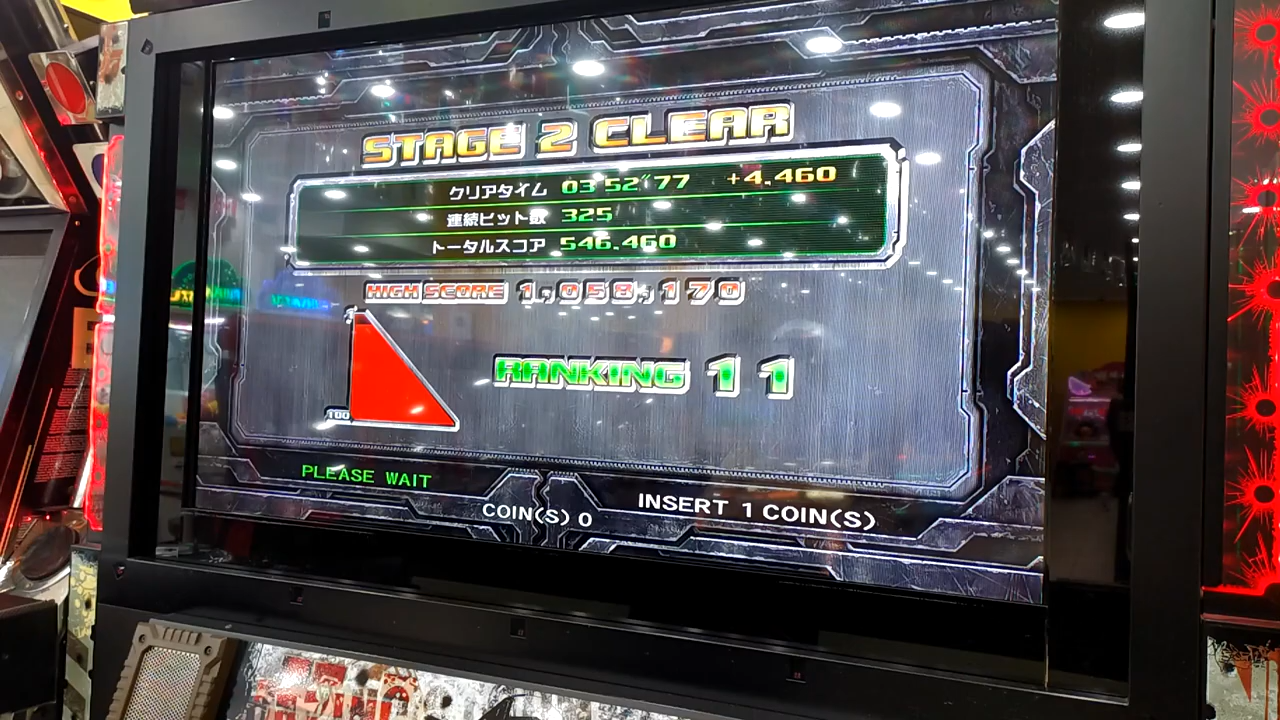 STAGE 2 CLEAR
クリアタイム 03'52"77 +4,460
連続ヒット数 325
トータルスコア 546,460
HIGH SCORE 1,058,170
RANKING 11
100
PLEASE WAIT
COIN(S) 0
INSERT 1 COIN(S)